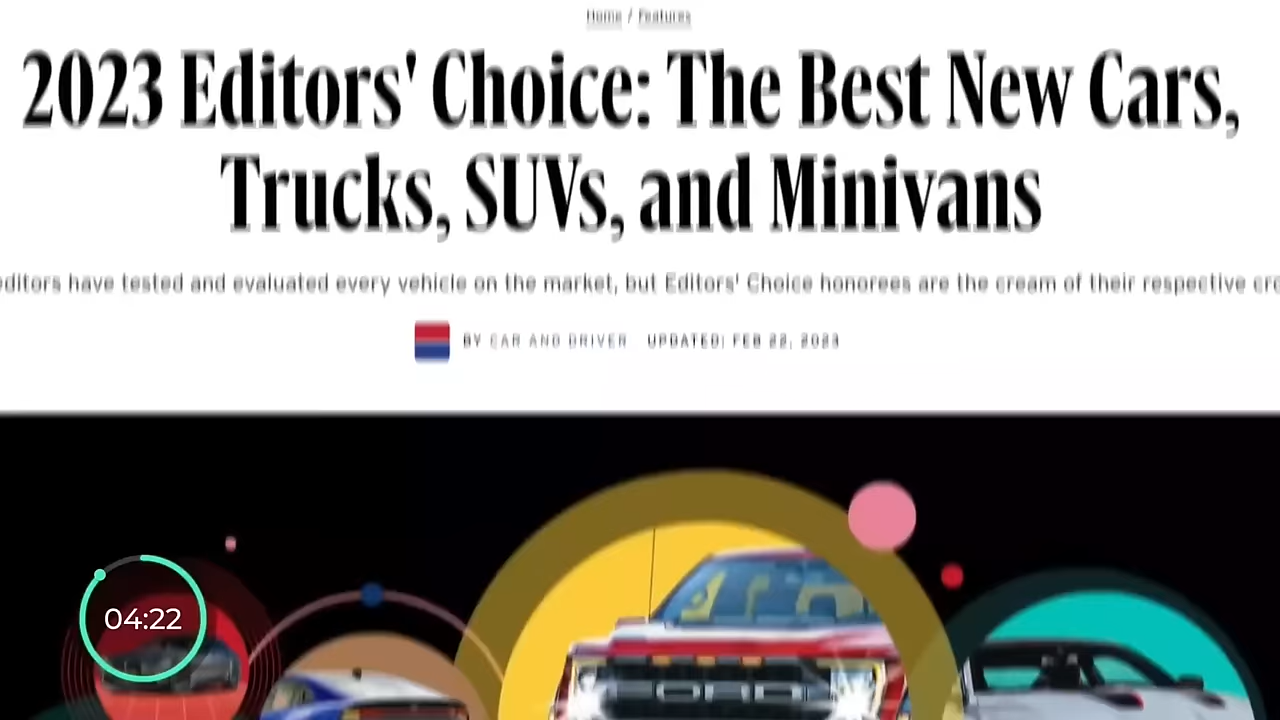 Home / Features
2023 Editors' Choice: The Best New Cars,
Trucks, SUVs, and Minivans
editors have tested and evaluated every vehicle on the market, but Editors' Choice honorees are the cream of their respective
BY CAR AND DRIVER UPDATED: FEB 22, 2023
04:22
FORD